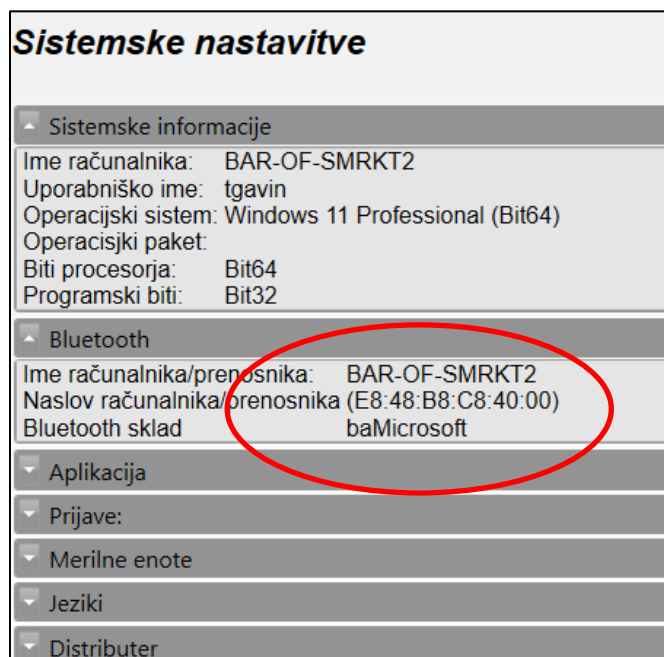 Sistemske nastavitve
Sistemske informacije
Ime računalnika: BAR-OF-SMRKT2
Uporabniško ime: tgavin
Operacijski sistem: Windows 11 Professional (Bit64)
Operacisjki paket:
Biti procesorja: Bit64
Programski biti: Bit32
Bluetooth
Ime računalnika/prenosnika: BAR-OF-SMRKT2
Naslov računalnika/prenosnika (E8:48:B8:C8:40:00)
Bluetooth sklad baMicrosoft
Aplikacija
Prijave:
Merilne enote
Jeziki
Distributer